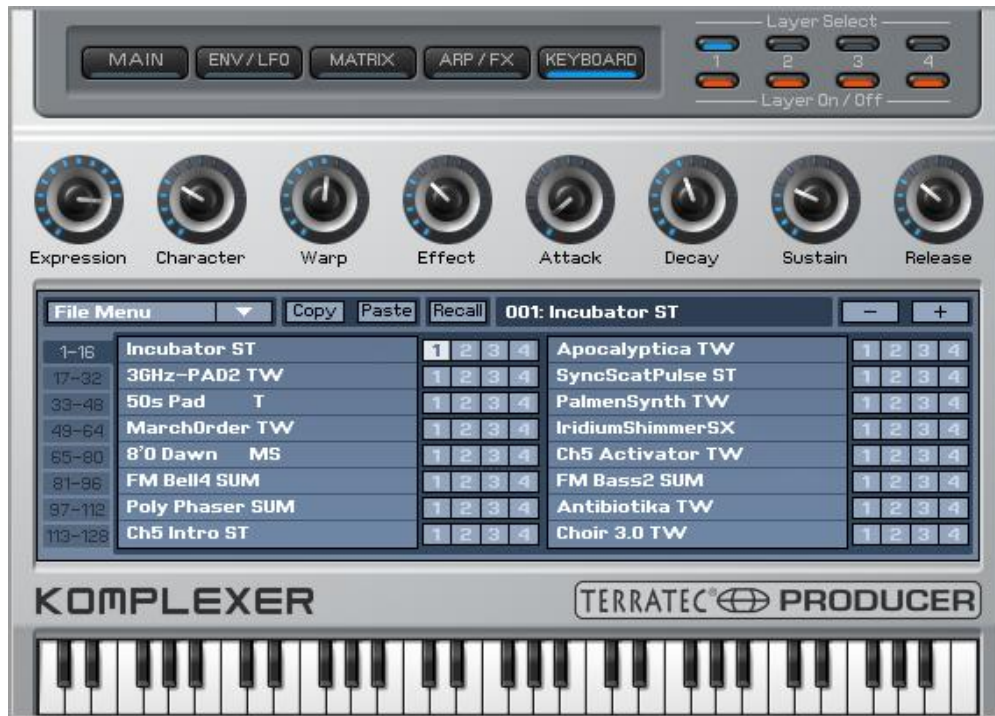 Layer Select
MAIN ENV/LFO MATRIX ARP/FX KEYBOARD
1 2 3 4
Layer On / Off
Expression Character Warp Effect Attack Decay Sustain Release
File Menu Copy Paste Recall 001: Incubator ST - +
1-16 Incubator ST 1 2 3 4 Apocalyptica TW 1 2 3 4
17-32 3GHz-PAD2 TW 1 2 3 4 SyncScatPulse ST 1 2 3 4
33-48 50s Pad T 1 2 3 4 PalmenSynth TW 1 2 3 4
49-64 MarchOrder TW 1 2 3 4 IridiumShimmerSX 1 2 3 4
65-80 8'0 Dawn MS 1 2 3 4 Ch5 Activator TW 1 2 3 4
81-96 FM Bell4 SUM 1 2 3 4 FM Bass2 SUM 1 2 3 4
97-112 Poly Phaser SUM 1 2 3 4 Antibiotika TW 1 2 3 4
113-128 Ch5 Intro ST 1 2 3 4 Choir 3.0 TW 1 2 3 4
KOMPLEXER TERRATEC® PRODUCER